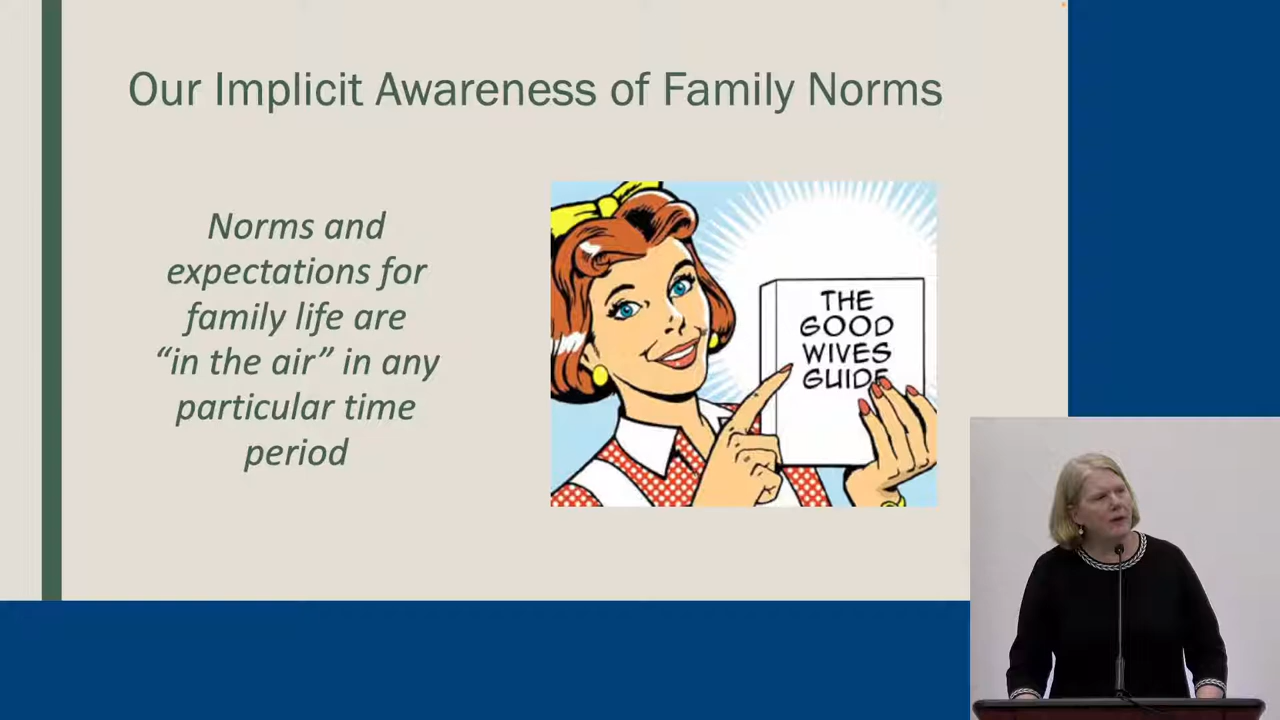 Our Implicit Awareness of Family Norms
Norms and
expectations for
family life are
“in the air” in any
particular time
period
THE
GOOD
WIVES
GUIDE